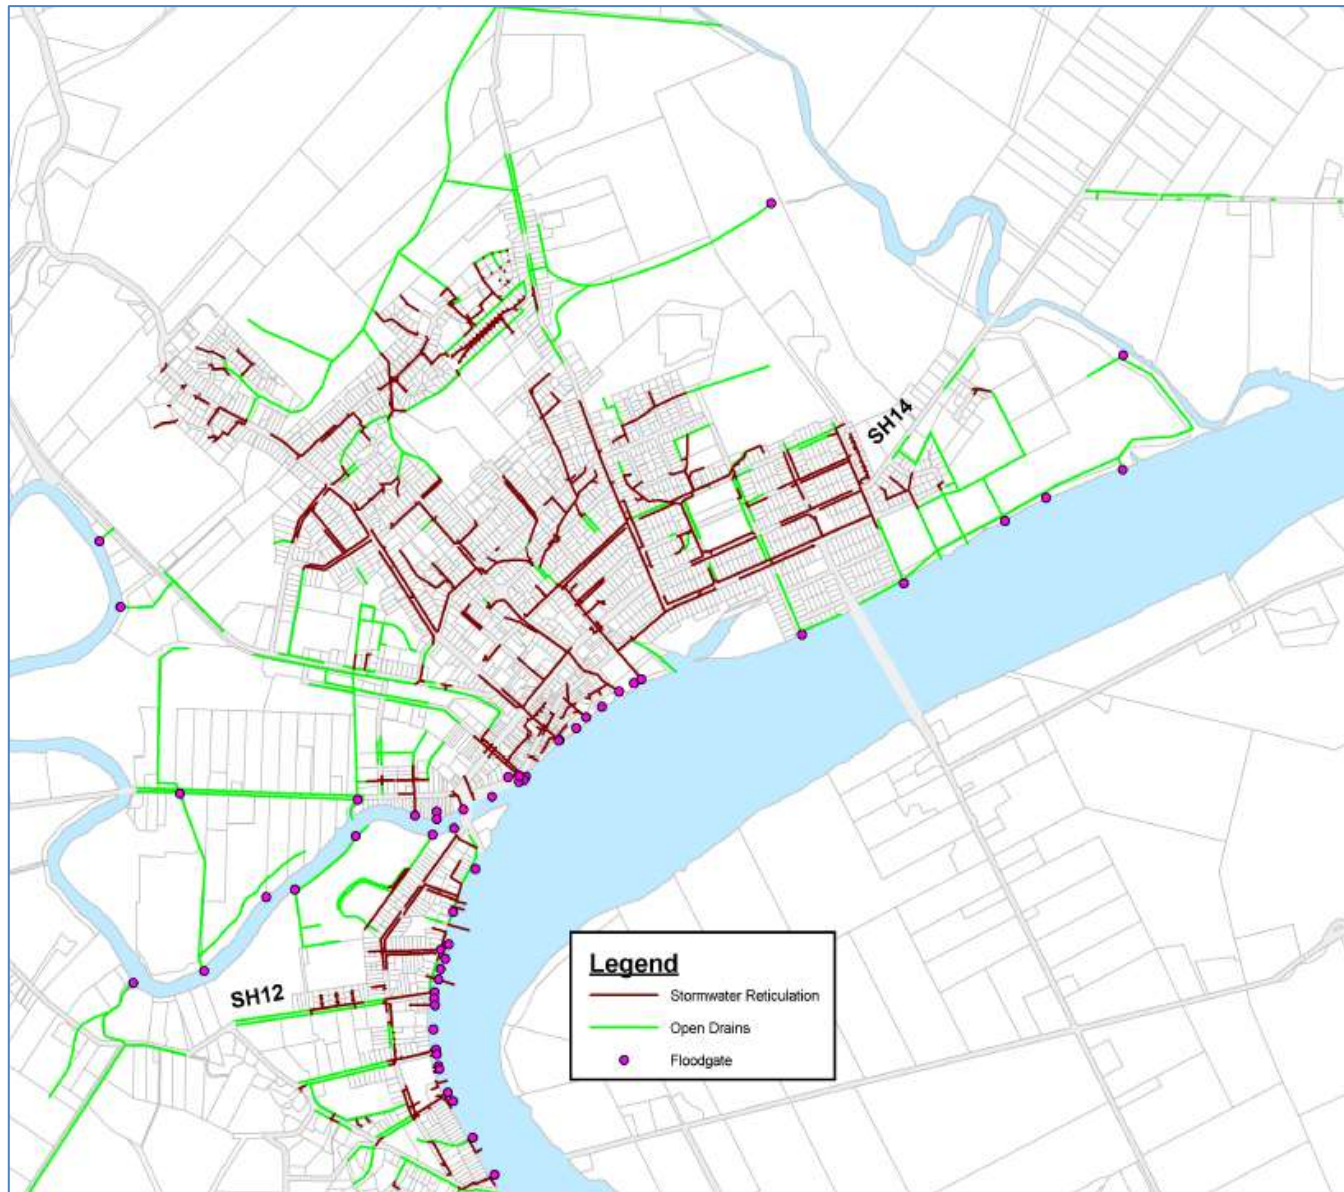 SH14
Legend
Stormwater Reticulation
Open Drains
Floodgate
SH12